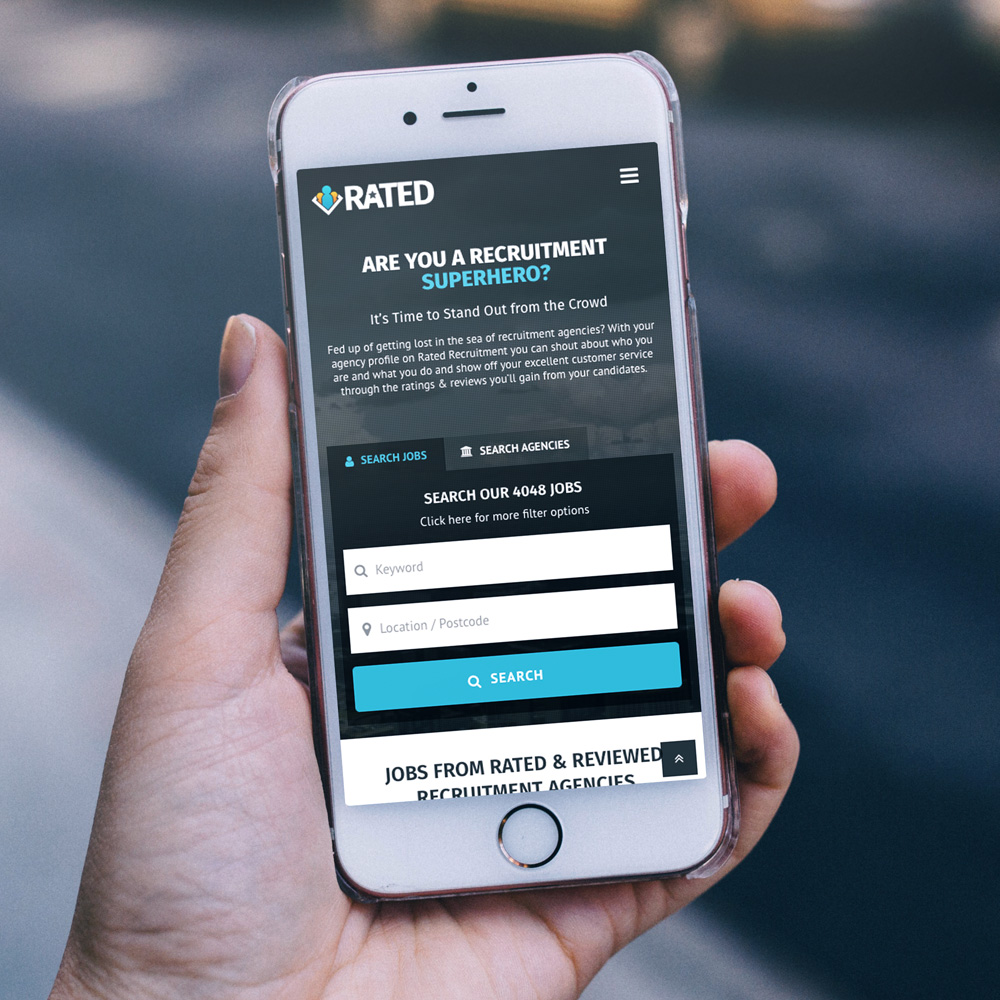 RATED
ARE YOU A RECRUITMENT
SUPERHERO?
It's Time to Stand Out from the Crowd
Fed up of getting lost in the sea of recruitment agencies? With your
agency profile on Rated Recruitment you can shout about who you
are and what you do and show off your excellent customer service
through the ratings & reviews you'll gain from your candidates.
SEARCH JOBS
SEARCH AGENCIES
SEARCH OUR 4048 JOBS
Click here for more filter options
Keyword
Location / Postcode
SEARCH
JOBS FROM RATED & REVIEWED
RECRUITMENT AGENCIES